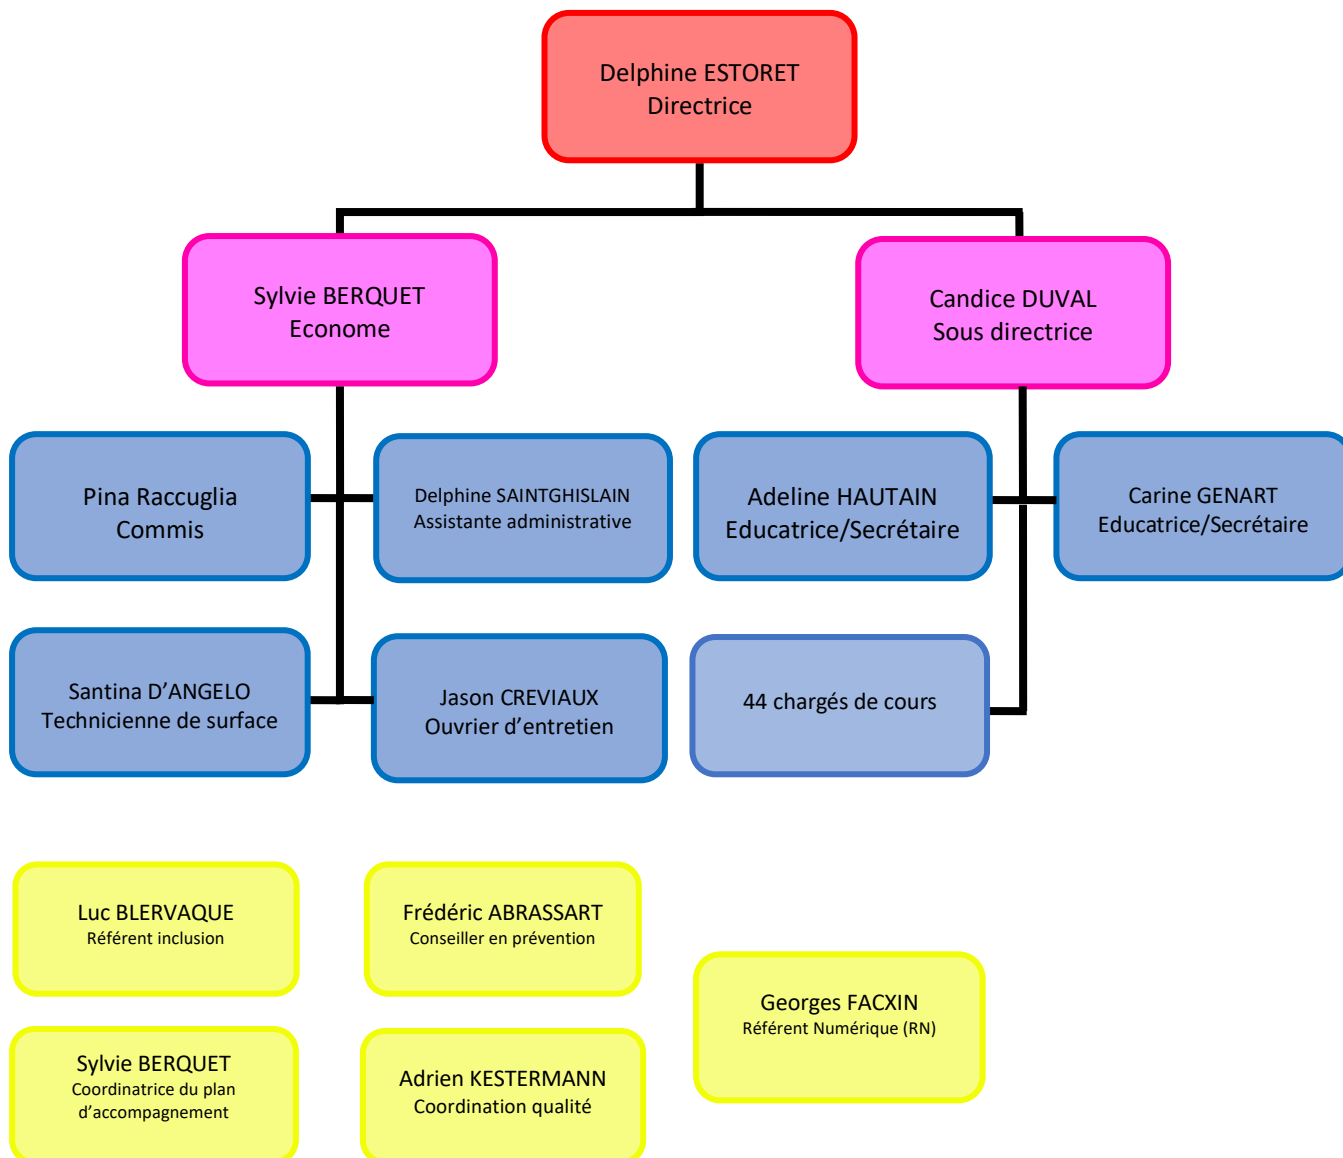 Delphine ESTORET
Directrice
Sylvie BERQUET
Econome
Candice DUVAL
Sous directrice
Pina Raccuglia
Commis
Delphine SAINTGHISLAIN
Assistante administrative
Adeline HAUTAIN
Educatrice/Secrétaire
Carine GENART
Educatrice/Secrétaire
Santina D’ANGELO
Technicienne de surface
Jason CREVIAUX
Ouvrier d’entretien
44 chargés de cours
Luc BLERVAQUE
Référent inclusion
Frédéric ABRASSART
Conseiller en prévention
Georges FACXIN
Référent Numérique (RN)
Sylvie BERQUET
Coordinatrice du plan
d’accompagnement
Adrien KESTERMANN
Coordination qualité